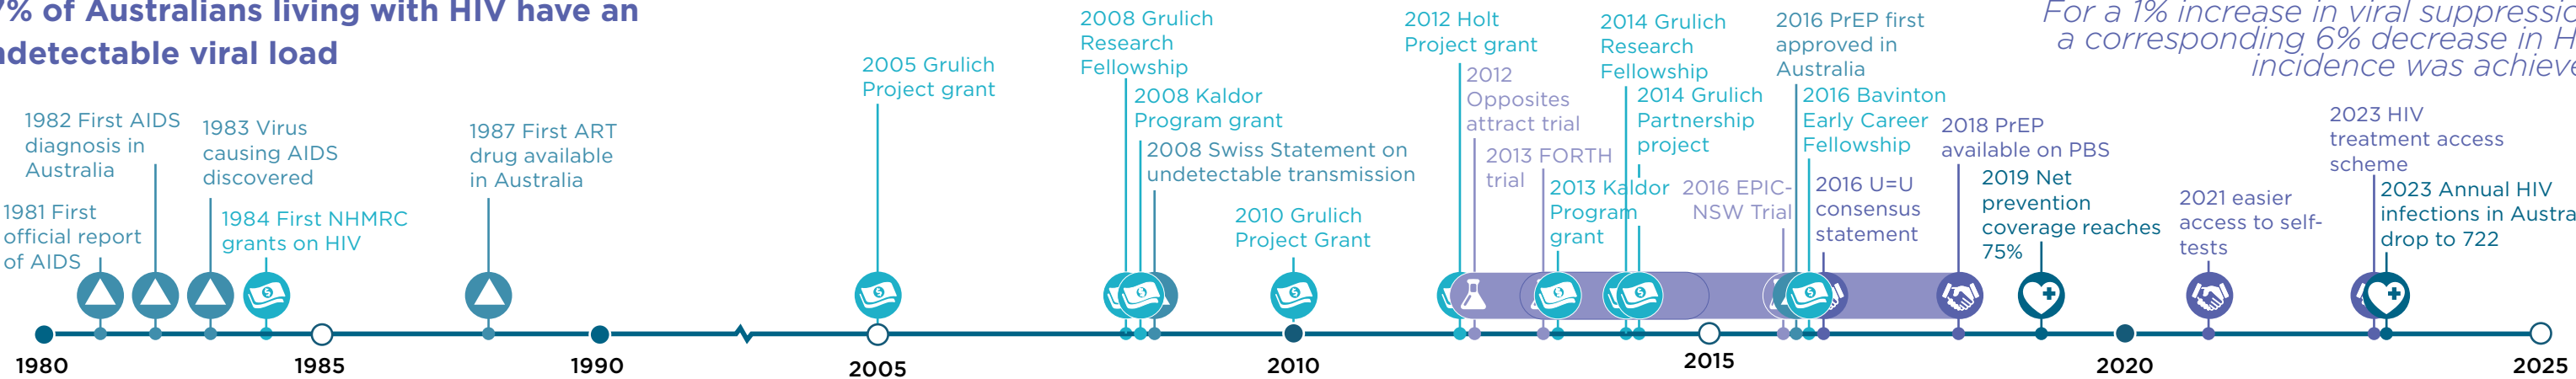 7% of Australians living with HIV have an
ndetectable viral load
For a 1% increase in viral suppressio
a corresponding 6% decrease in H
incidence was achieve
1981 First
official report
of AIDS
1982 First AIDS
diagnosis in
Australia
1983 Virus
causing AIDS
discovered
1984 First NHMRC
grants on HIV
1987 First ART
drug available
in Australia
2005 Grulich
Project grant
2008 Grulich
Research
Fellowship
2008 Kaldor
Program grant
2008 Swiss Statement on
undetectable transmission
2010 Grulich
Project Grant
2012 Holt
Project grant
2012
Opposites
attract trial
2013 FORTH
trial
2013 Kaldor
Program
grant
2014 Grulich
Research
Fellowship
2014 Grulich
Partnership
project
2016 EPIC-
NSW Trial
2016 PrEP first
approved in
Australia
2016 Bavinton
Early Career
Fellowship
2016 U=U
consensus
statement
2018 PrEP
available on PBS
2019 Net
prevention
coverage reaches
75%
2021 easier
access to self-
tests
2023 HIV
treatment access
scheme
2023 Annual HIV
infections in Austra
drop to 722
1980
1985
1990
2005
2010
2015
2020
2025